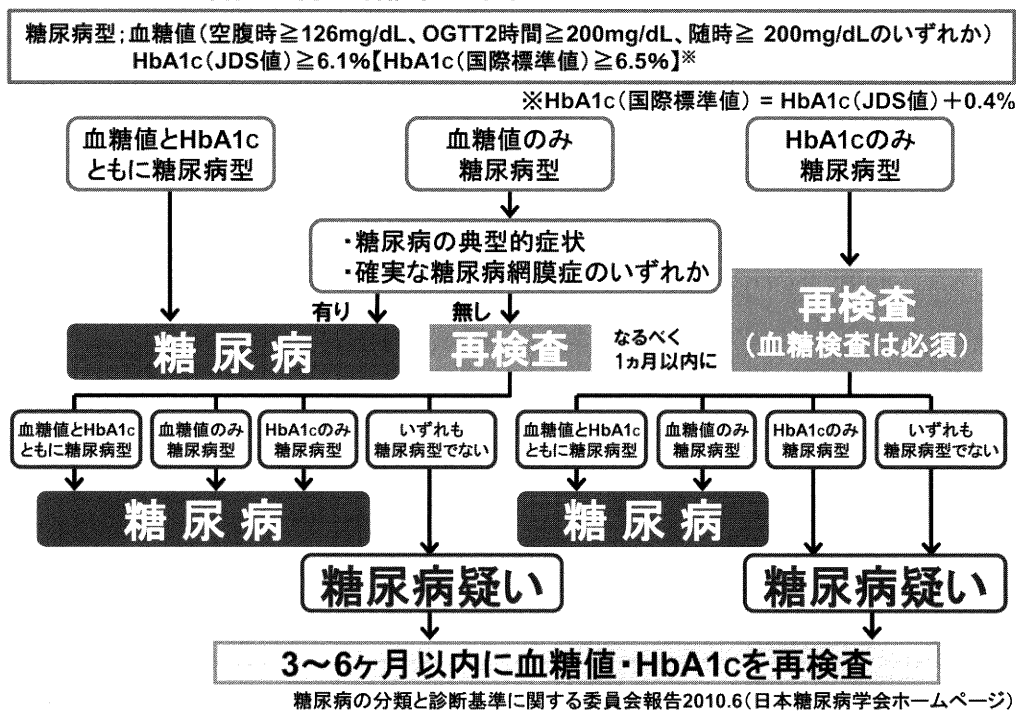 糖尿病型;血糖値(空腹時≧126mg/dL、OGTT2時間≧200mg/dL、随時≧ 200mg/dLのいずれか)
HbA1c(JDS値)≧6.1%【HbA1c(国際標準値)≧6.5%】※
※HbA1c(国際標準値) = HbA1c(JDS値)+0.4%
血糖値とHbA1c
ともに糖尿病型
血糖値のみ
糖尿病型
HbA1cのみ
糖尿病型
・糖尿病の典型的症状
・確実な糖尿病網膜症のいずれか
有り
無し
糖尿病
再検査
なるべく
1ヵ月以内に
再検査
(血糖検査は必須)
血糖値とHbA1c
ともに糖尿病型
血糖値のみ
糖尿病型
HbA1cのみ
糖尿病型
いずれも
糖尿病型でない
血糖値とHbA1c
ともに糖尿病型
血糖値のみ
糖尿病型
HbA1cのみ
糖尿病型
いずれも
糖尿病型でない
糖尿病
糖尿病
糖尿病疑い
糖尿病疑い
3〜6ヶ月以内に血糖値・HbA1cを再検査
糖尿病の分類と診断基準に関する委員会報告2010.6(日本糖尿病学会ホームページ)